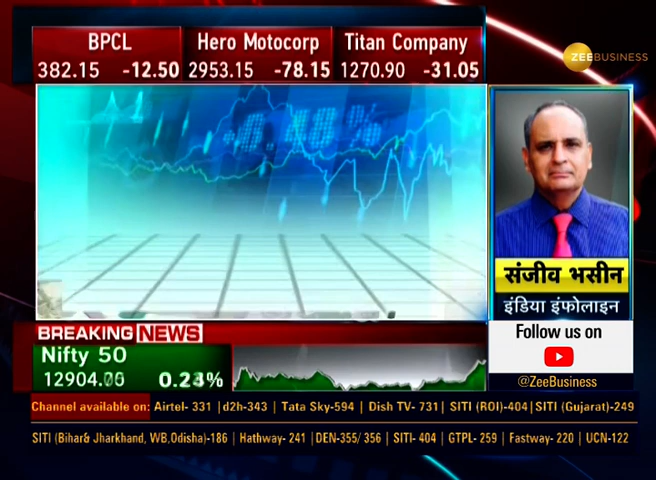 BPCL Hero Motocorp Titan Company
382.15 -12.50 2953.15 -78.15 1270.90 -31.05
ZEEBUSINESS
संजीव भसीन
इंडिया इंफोलाइन
BREAKING NEWS
Nifty 50
0.23%
Follow us on
@ZeeBusiness
Channel available on: Airtel- 331 | d2h-343 | Tata Sky-594 | Dish TV- 731 | SITI (ROI)-404 | SITI (Gujarat)-249
SITI (Bihar& Jharkhand, WB,Odisha)-186 | Hathway- 241 | DEN-355/ 356 | SITI- 404 | GTPL- 259 | Fastway- 220 | UCN-122